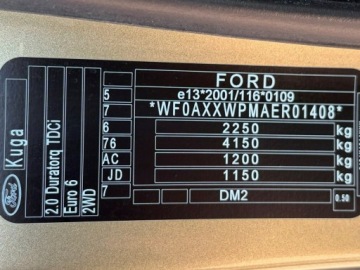 FORD
5 e13*2001/116*0109
7 *WF0AXXWPMAER01408*
6 2250 kg
76 4150 kg
AC 1200 kg
JD 1150 kg
7 DM2 0.50
Ford
Kuga
2.0 Duratorq TDCi
Euro 6
2WD